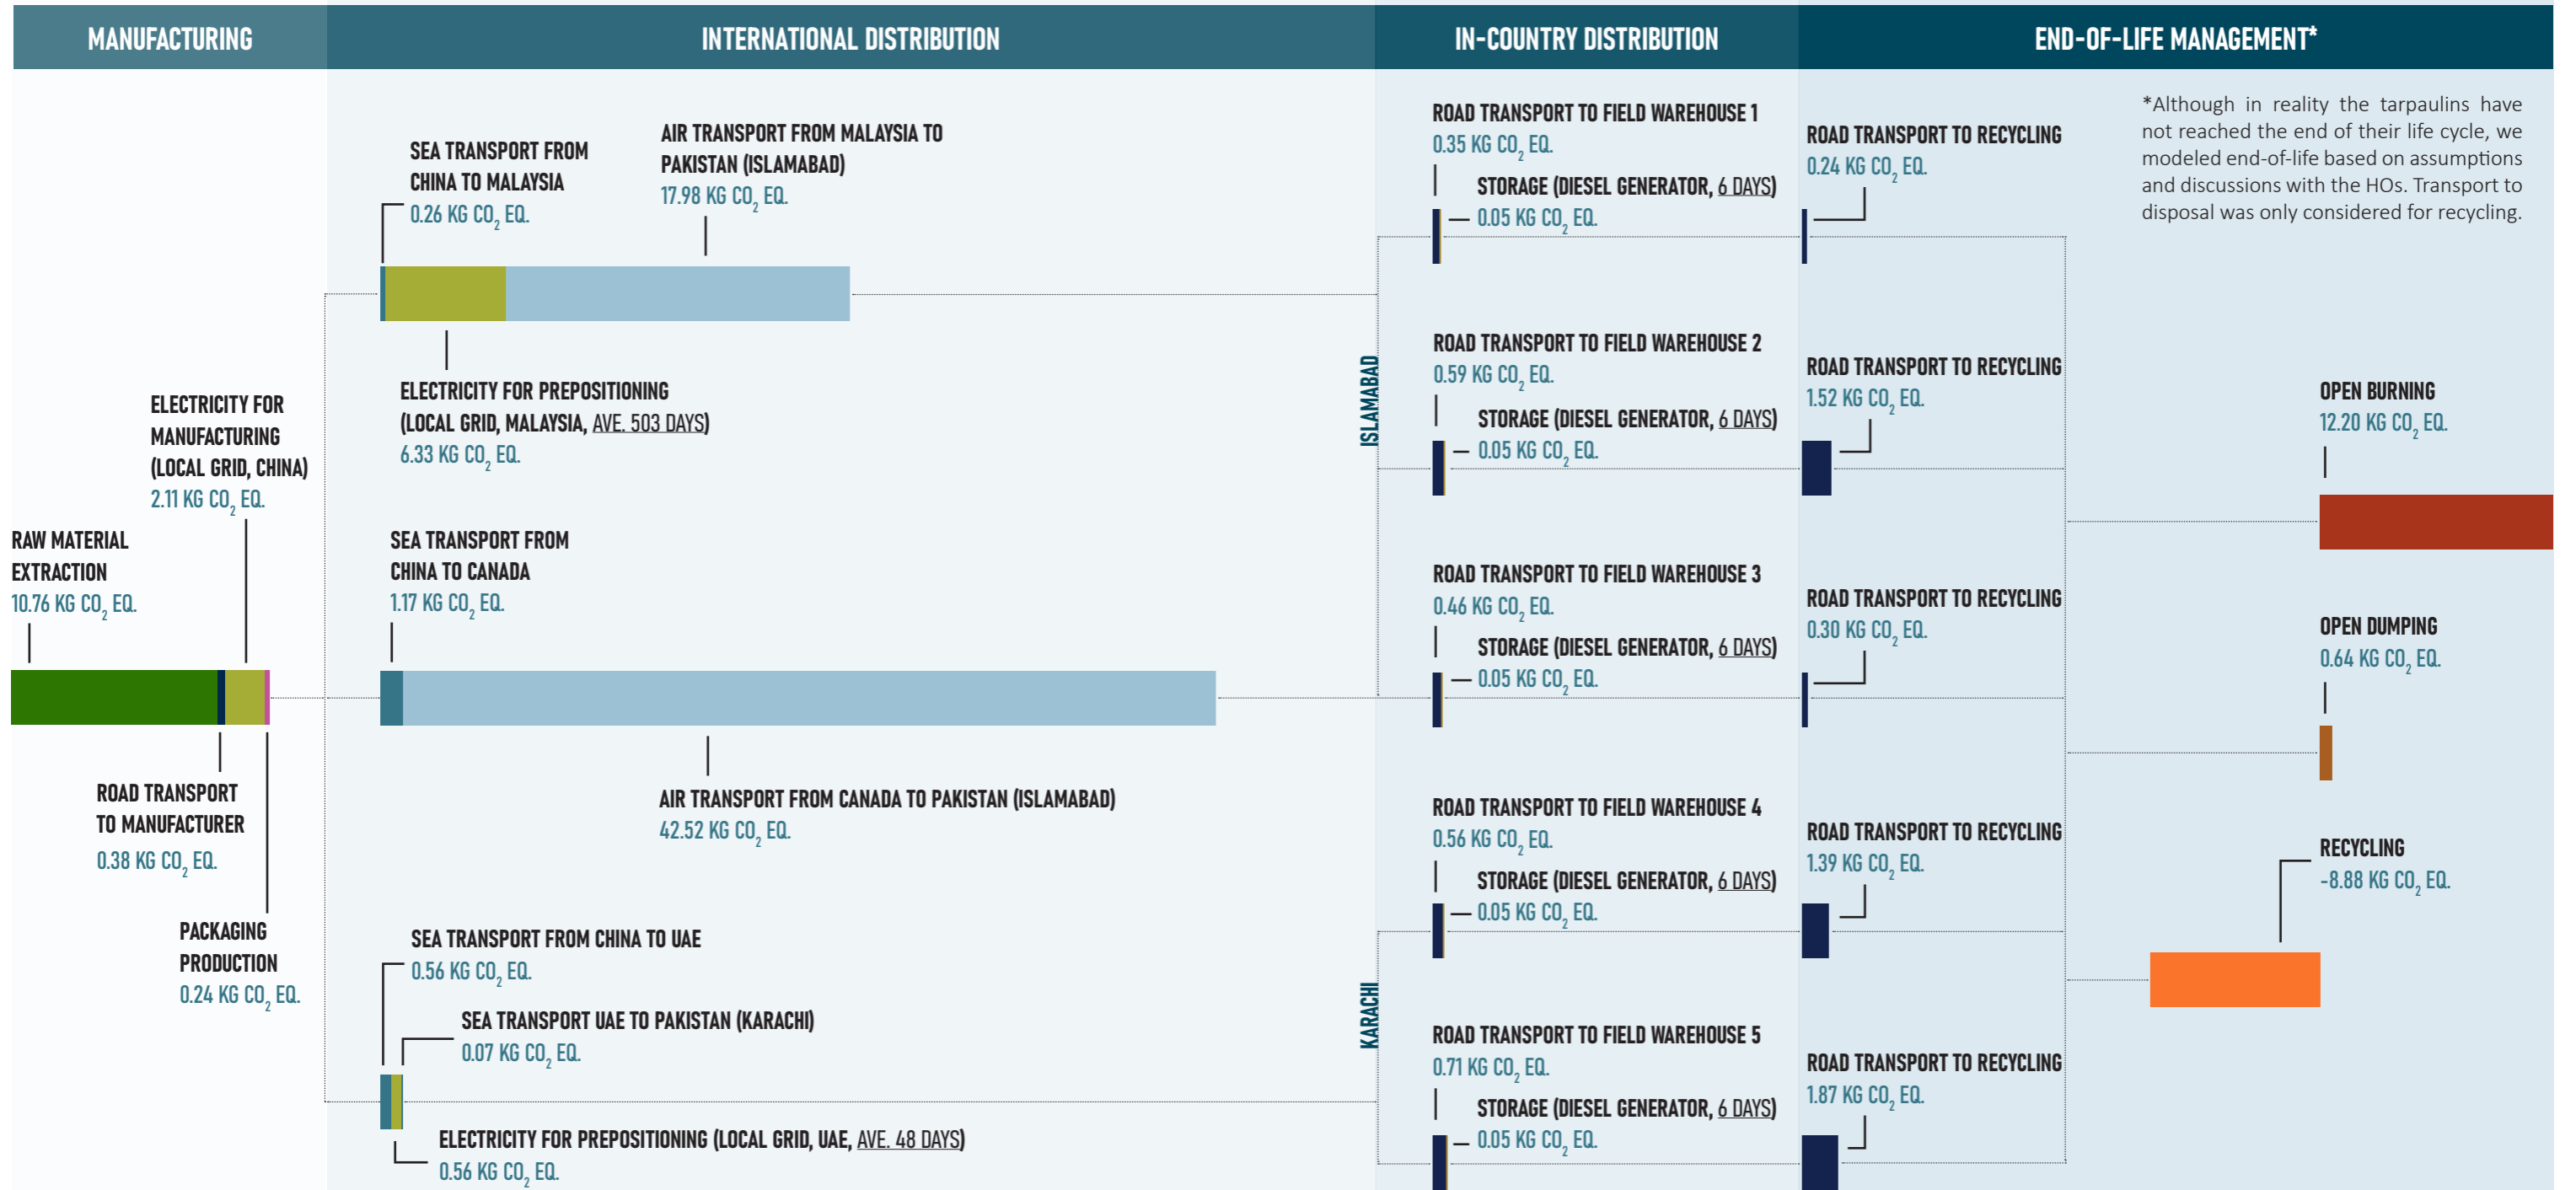 MANUFACTURING
INTERNATIONAL DISTRIBUTION
IN-COUNTRY DISTRIBUTION
END-OF-LIFE MANAGEMENT*
RAW MATERIAL
EXTRACTION
10.76 KG CO₂ EQ.
ELECTRICITY FOR
MANUFACTURING
(LOCAL GRID, CHINA)
2.11 KG CO₂ EQ.
ROAD TRANSPORT
TO MANUFACTURER
0.38 KG CO₂ EQ.
PACKAGING
PRODUCTION
0.24 KG CO₂ EQ.
SEA TRANSPORT FROM
CHINA TO MALAYSIA
0.26 KG CO₂ EQ.
AIR TRANSPORT FROM MALAYSIA TO
PAKISTAN (ISLAMABAD)
17.98 KG CO₂ EQ.
ELECTRICITY FOR PREPOSITIONING
(LOCAL GRID, MALAYSIA, AVE. 503 DAYS)
6.33 KG CO₂ EQ.
SEA TRANSPORT FROM
CHINA TO CANADA
1.17 KG CO₂ EQ.
AIR TRANSPORT FROM CANADA TO PAKISTAN (ISLAMABAD)
42.52 KG CO₂ EQ.
SEA TRANSPORT FROM CHINA TO UAE
0.56 KG CO₂ EQ.
SEA TRANSPORT UAE TO PAKISTAN (KARACHI)
0.07 KG CO₂ EQ.
ELECTRICITY FOR PREPOSITIONING (LOCAL GRID, UAE, AVE. 48 DAYS)
0.56 KG CO₂ EQ.
ISLAMABAD
KARACHI
ROAD TRANSPORT TO FIELD WAREHOUSE 1
0.35 KG CO₂ EQ.
STORAGE (DIESEL GENERATOR, 6 DAYS)
0.05 KG CO₂ EQ.
ROAD TRANSPORT TO FIELD WAREHOUSE 2
0.59 KG CO₂ EQ.
STORAGE (DIESEL GENERATOR, 6 DAYS)
0.05 KG CO₂ EQ.
ROAD TRANSPORT TO FIELD WAREHOUSE 3
0.46 KG CO₂ EQ.
STORAGE (DIESEL GENERATOR, 6 DAYS)
0.05 KG CO₂ EQ.
ROAD TRANSPORT TO FIELD WAREHOUSE 4
0.56 KG CO₂ EQ.
STORAGE (DIESEL GENERATOR, 6 DAYS)
0.05 KG CO₂ EQ.
ROAD TRANSPORT TO FIELD WAREHOUSE 5
0.71 KG CO₂ EQ.
STORAGE (DIESEL GENERATOR, 6 DAYS)
0.05 KG CO₂ EQ.
ROAD TRANSPORT TO RECYCLING
0.24 KG CO₂ EQ.
ROAD TRANSPORT TO RECYCLING
1.52 KG CO₂ EQ.
ROAD TRANSPORT TO RECYCLING
0.30 KG CO₂ EQ.
ROAD TRANSPORT TO RECYCLING
1.39 KG CO₂ EQ.
ROAD TRANSPORT TO RECYCLING
1.87 KG CO₂ EQ.
*Although in reality the tarpaulins have
not reached the end of their life cycle, we
modeled end-of-life based on assumptions
and discussions with the HOs. Transport to
disposal was only considered for recycling.
OPEN BURNING
12.20 KG CO₂ EQ.
OPEN DUMPING
0.64 KG CO₂ EQ.
RECYCLING
-8.88 KG CO₂ EQ.